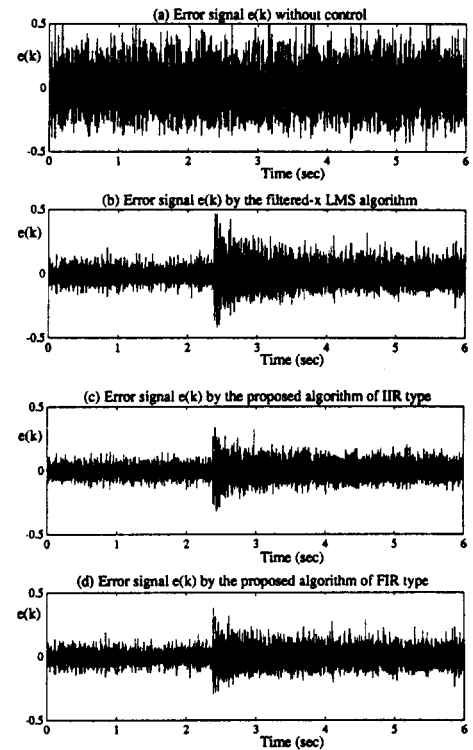 (a) Error signal e(k) without control
0.5
e(k)
0
-0.5
0 1 2 3 4 5 6
Time (sec)
(b) Error signal e(k) by the filtered-x LMS algorithm
0.5
e(k)
0
-0.5
0 1 2 3 4 5 6
Time (sec)
(c) Error signal e(k) by the proposed algorithm of IIR type
0.5
e(k)
0
-0.5
0 1 2 3 4 5 6
Time (sec)
(d) Error signal e(k) by the proposed algorithm of FIR type
0.5
e(k)
0
-0.5
0 1 2 3 4 5 6
Time (sec)